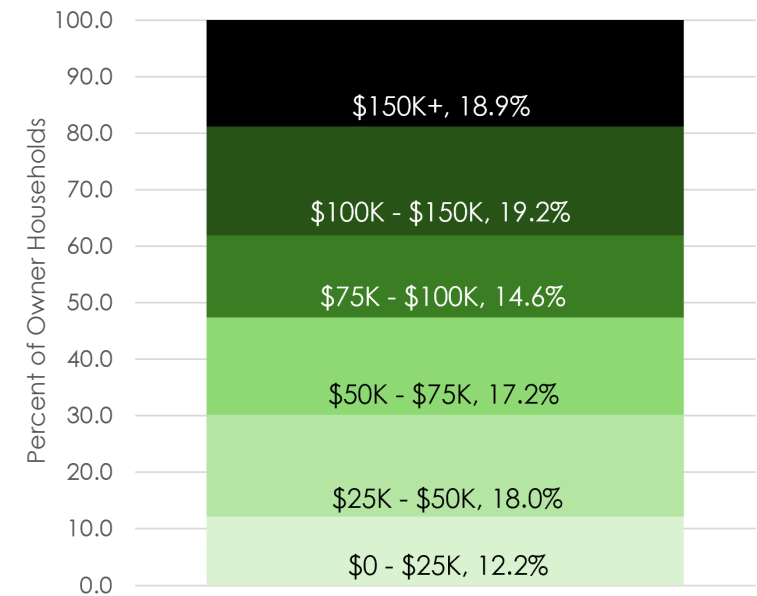 100.0
90.0
80.0
70.0
60.0
50.0
40.0
30.0
20.0
10.0
0.0
Percent of Owner Households
$150K+, 18.9%
$100K - $150K, 19.2%
$75K - $100K, 14.6%
$50K - $75K, 17.2%
$25K - $50K, 18.0%
$0 - $25K, 12.2%